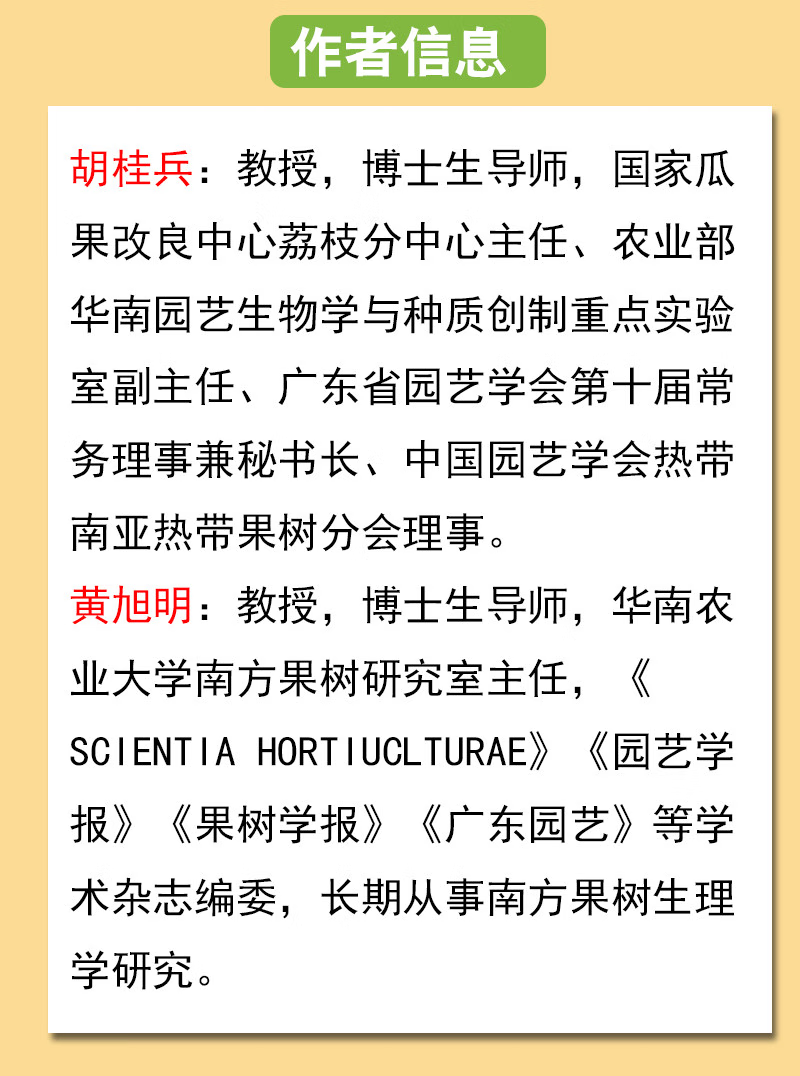 作者信息
胡桂兵：教授，博士生导师，国家瓜
果改良中心荔枝分中心主任、农业部
华南园艺生物学与种质创制重点实验
室副主任、广东省园艺学会第十届常
务理事兼秘书长、中国园艺学会热带
南亚热带果树分会理事。
黄旭明：教授，博士生导师，华南农
业大学南方果树研究室主任，《
SCIENTIA HORTIUCLTURAE》《园艺学
报》《果树学报》《广东园艺》等学
术杂志编委，长期从事南方果树生理
学研究。